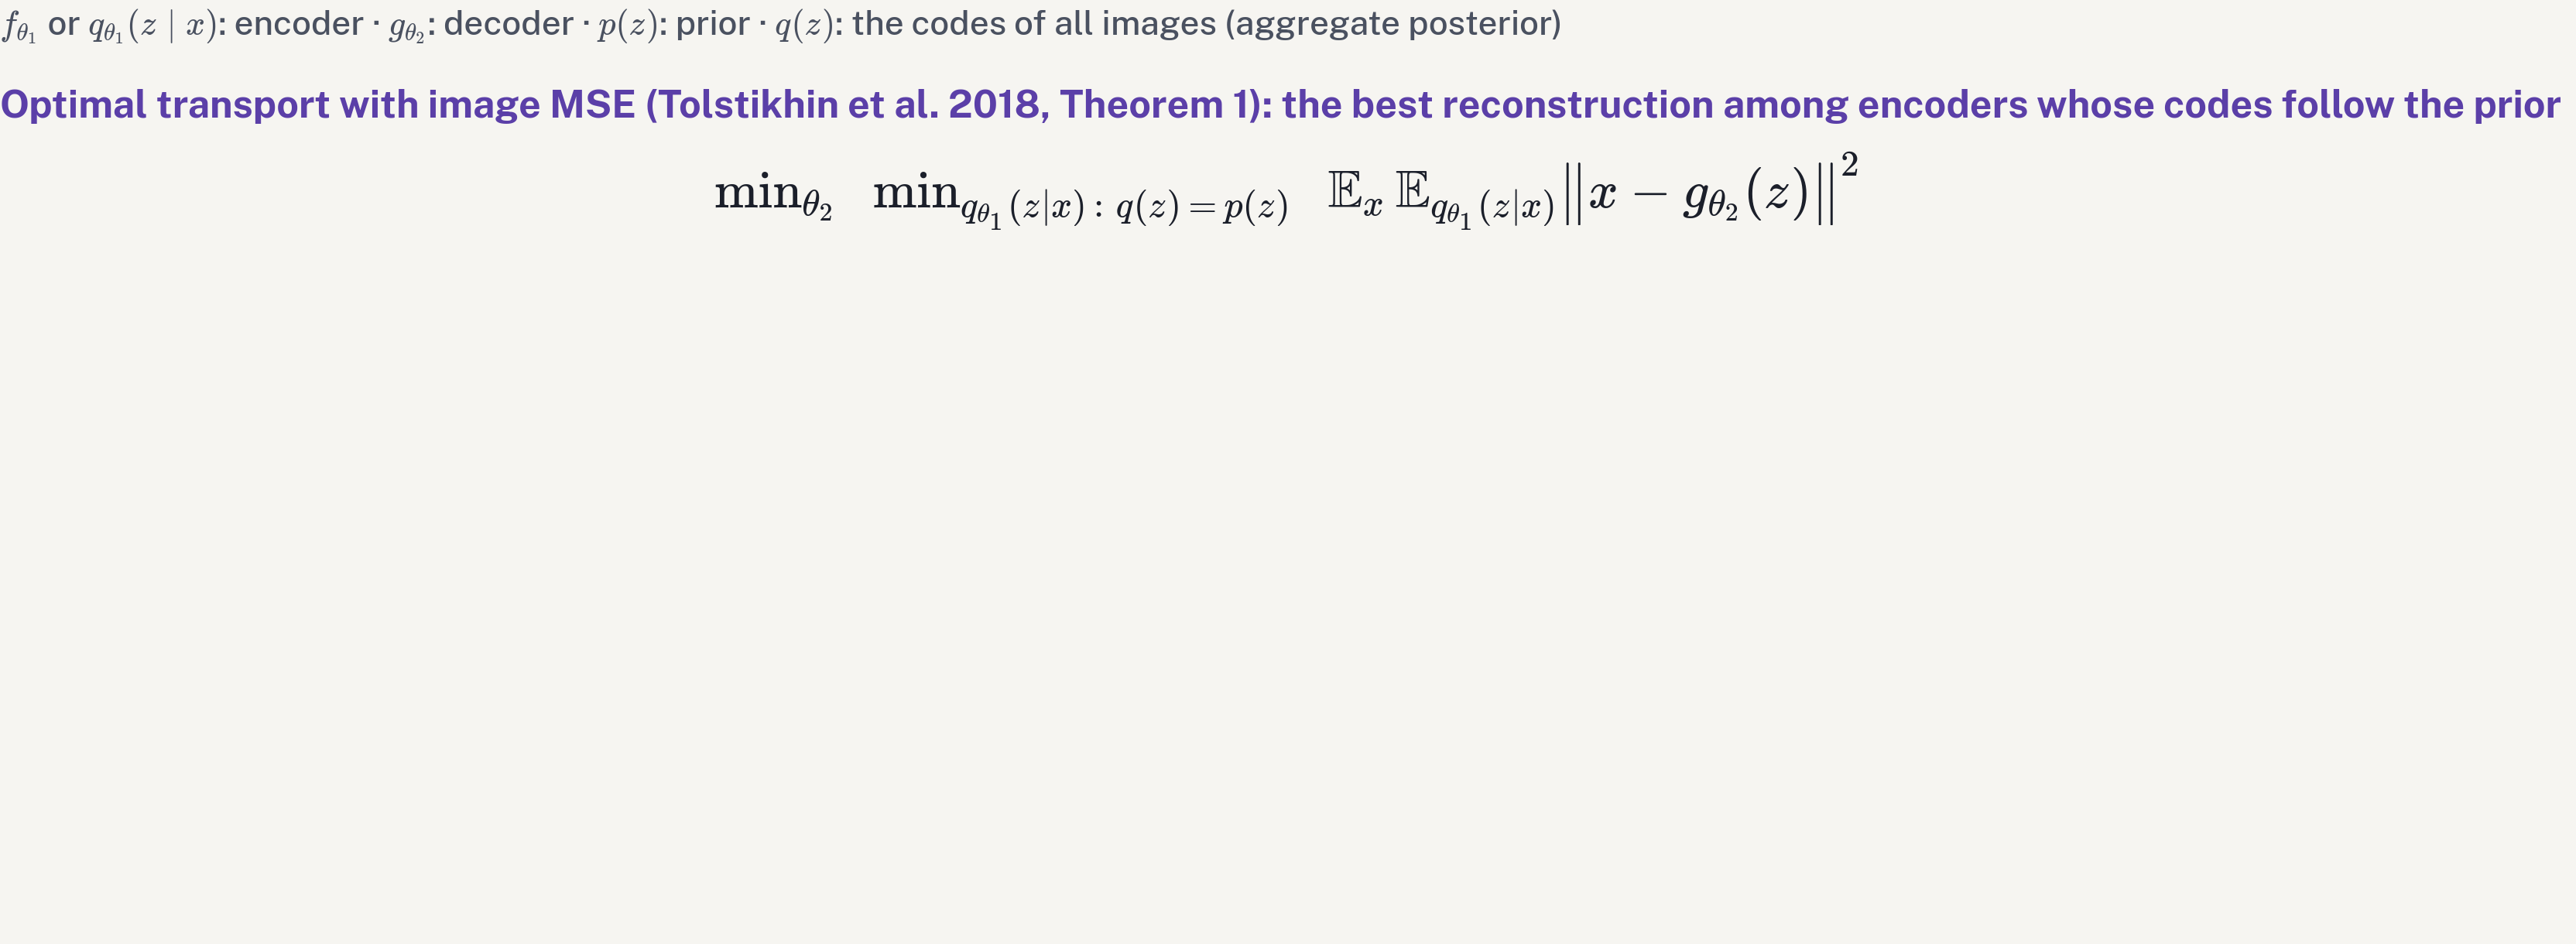 f_{θ_1} or q_{θ_1}(z | x): encoder · g_{θ_2}: decoder · p(z): prior · q(z): the codes of all images (aggregate posterior)
Optimal transport with image MSE (Tolstikhin et al. 2018, Theorem 1): the best reconstruction among encoders whose codes follow the prior
min_{θ_2} min_{q_{θ_1}(z|x) : q(z) = p(z)} 𝔼_x 𝔼_{q_{θ_1}(z|x)} ‖x − g_{θ_2}(z)‖^2